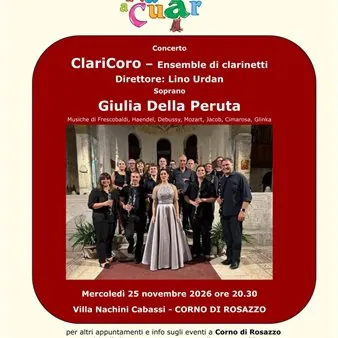 a Cuar
Concerto
ClariCoro – Ensemble di clarinetti
Direttore: Lino Urdan
Soprano
Giulia Della Peruta
Musiche di Frescobaldi, Haendel, Debussy, Mozart, Jacob, Cimarosa, Glinka
Mercoledì 25 novembre 2026 ore 20.30
Villa Nachini Cabassi - CORNO DI ROSAZZO
per altri appuntamenti e info sugli eventi a Corno di Rosazzo